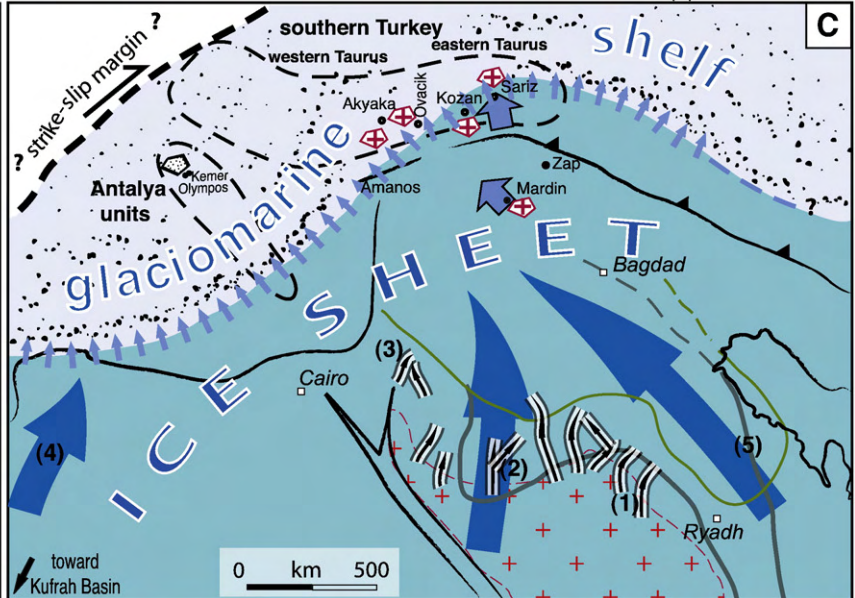 C
?
southern Turkey
western Taurus
eastern Taurus
shelf
strike-slip margin
?
Akyaka
Ovacik
Kozan
Sariz
Kemer
Olympos
Antalya
units
Amanos
Zap
Mardin
?
glaciomarine
ICE SHEET
Bagdad
Cairo
(3)
(4)
(2)
(5)
(1)
Ryadh
toward
Kufrah Basin
0 km 500